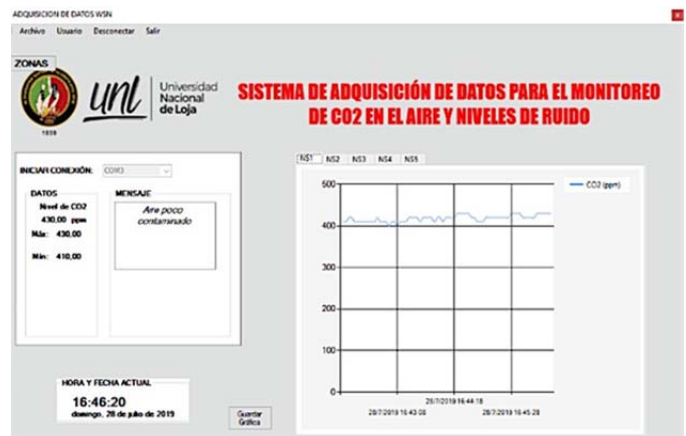 ADQUISICION DE DATOS WSN
Archivo Usuario Desconectar Salir
ZONAS
1859
unl
Universidad
Nacional
de Loja
SISTEMA DE ADQUISICIÓN DE DATOS PARA EL MONITOREO
DE CO2 EN EL AIRE Y NIVELES DE RUIDO
INICIAR CONEXIÓN: COM3
DATOS
Nivel de CO2
430,00 ppm
Máx: 430,00
Mín: 410,00
MENSAJE
Aire poco
contaminado
NS1 NS2 NS3 NS4 NS5
500
400
300
200
100
0
CO2 (ppm)
28/7/2019 16:43:08
28/7/2019 16:44:18
28/7/2019 16:45:28
HORA Y FECHA ACTUAL
16:46:20
domingo, 28 de julio de 2019
Guardar
Gráfica